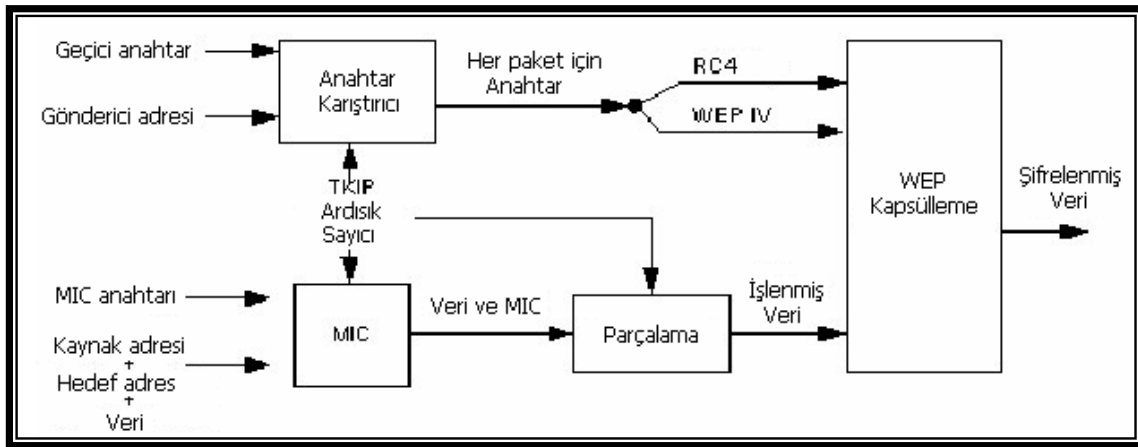 Geçici anahtar
Gönderici adresi
Anahtar
Karıştırıcı
Her paket için
Anahtar
RC4
WEP IV
WEP
Kapsülleme
Şifrelenmiş
Veri
TKIP
Ardısık
Sayıcı
MIC anahtarı
Kaynak adresi
+
Hedef adres
+
Veri
MIC
Veri ve MIC
Parçalama
İşlenmiş
Veri